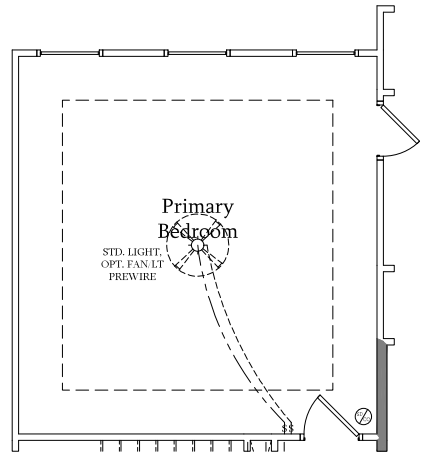 Primary
Bedroom
STD. LIGHT,
OPT. FAN/LT
PREWIRE
$ $